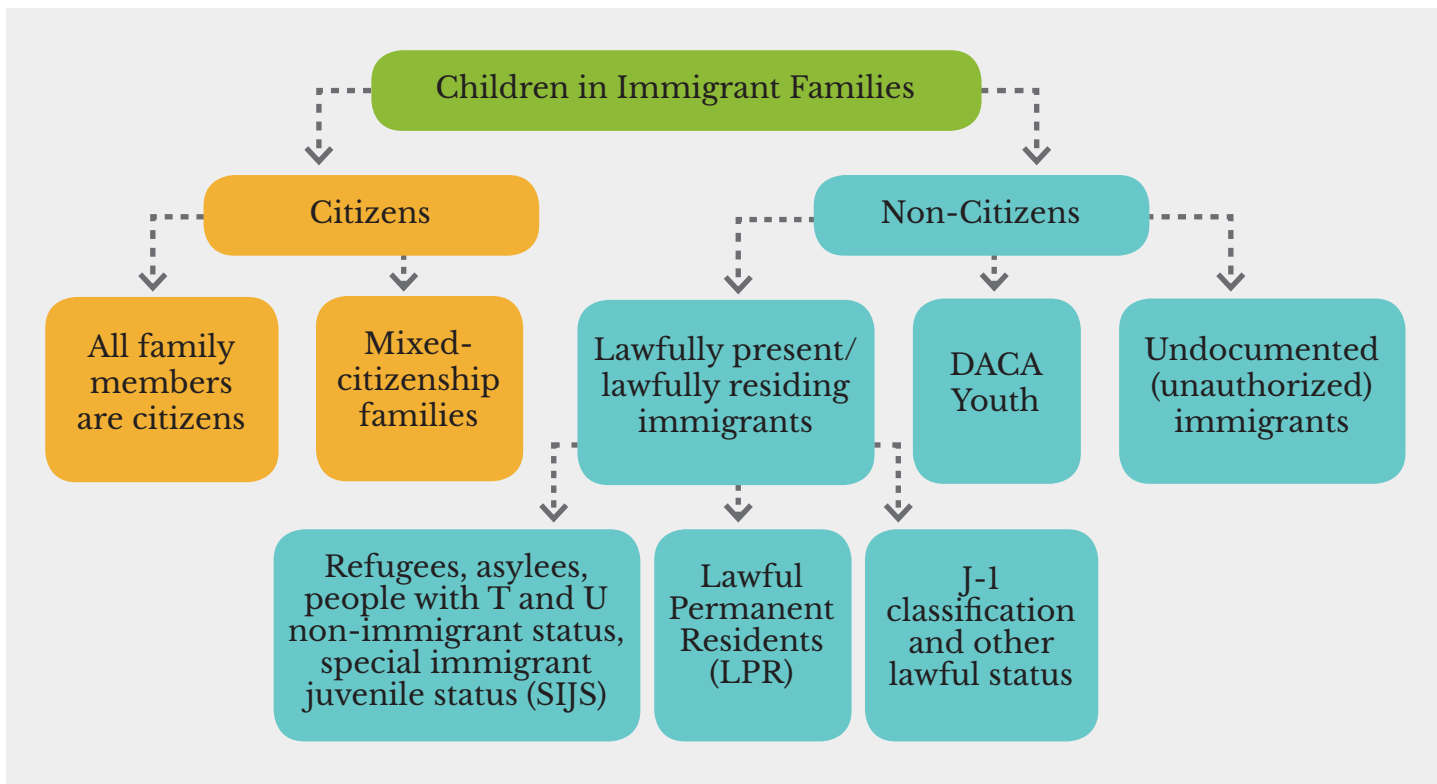 Children in Immigrant Families
Citizens
Non-Citizens
All family
members
are citizens
Mixed-
citizenship
families
Lawfully present/
lawfully residing
immigrants
DACA
Youth
Undocumented
(unauthorized)
immigrants
Refugees, asylees,
people with T and U
non-immigrant status,
special immigrant
juvenile status (SIJS)
Lawful
Permanent
Residents
(LPR)
J-1
classification
and other
lawful status